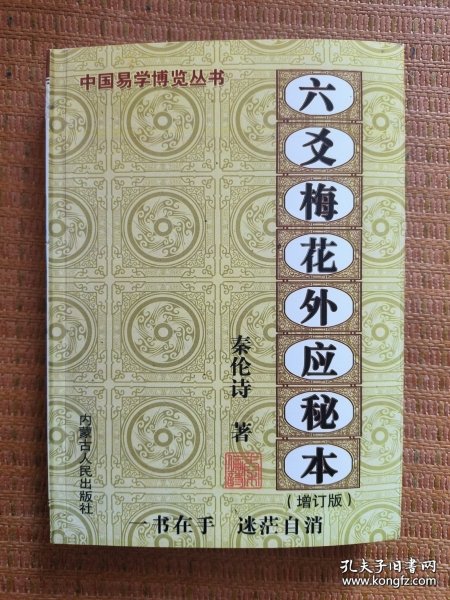 中国易学博览丛书
六爻梅花外应秘本
（增订版）
秦伦诗 著
内蒙古人民出版社
一书在手 迷茫自消
孔夫子旧书网
www.kongfz.com